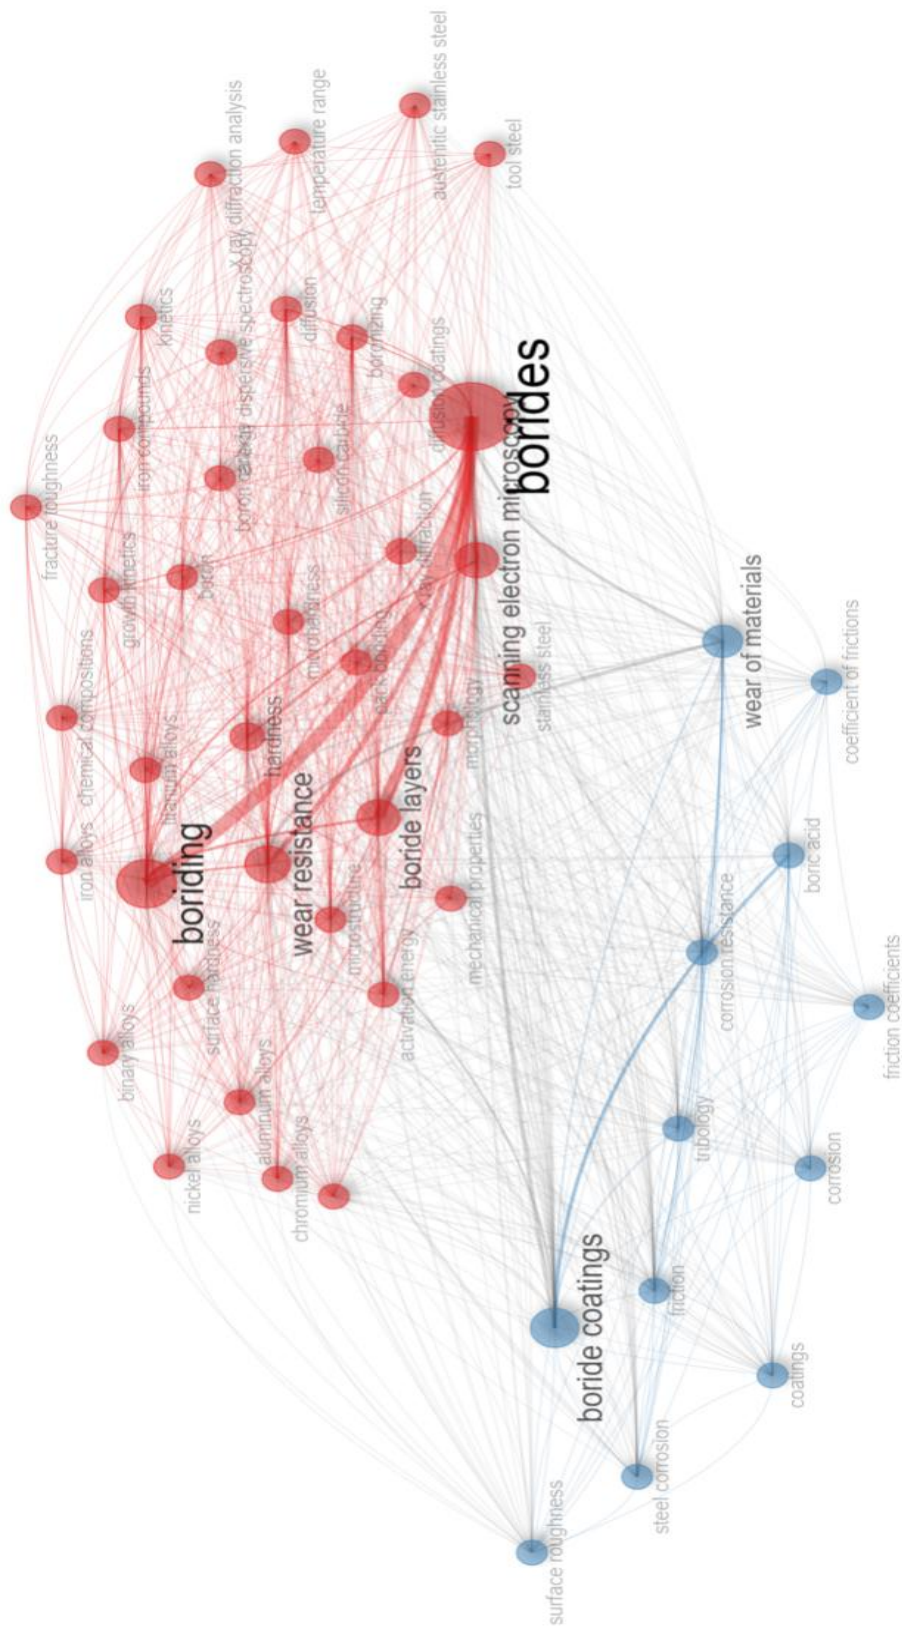 fracture toughness
iron alloys
chemical compositions
binary alloys
growth kinetics
iron compounds
kinetics
titanium alloys
nickel alloys
boriding
boron
surface hardness
x ray diffraction analysis
energy dispersive spectroscopy
boron carbide
aluminum alloys
hardness
chromium alloys
wear resistance
microhardness
diffusion
temperature range
silicon carbide
microstructure
pack boriding
boronizing
activation energy
boride layers
x ray diffraction
diffusion coatings
austenitic stainless steel
mechanical properties
morphology
scanning electron microscopy
borides
tool steel
stainless steel
surface roughness
boride coatings
steel corrosion
friction
tribology
corrosion resistance
wear of materials
coatings
boric acid
corrosion
coefficient of frictions
friction coefficients